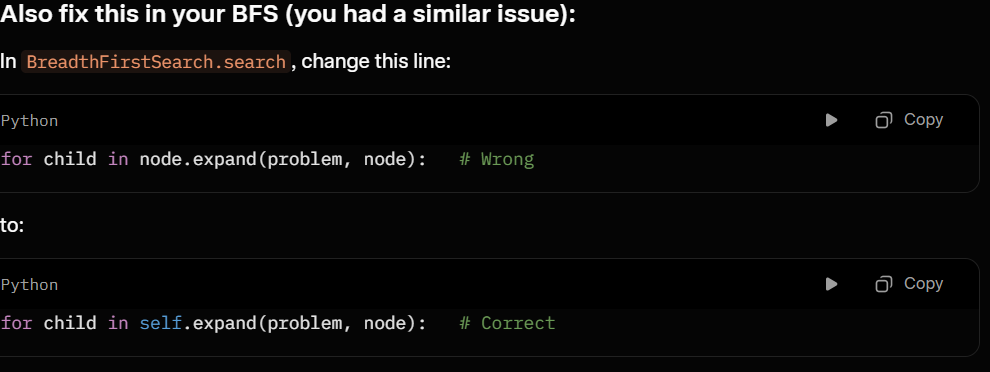 Also fix this in your BFS (you had a similar issue):
In BreadthFirstSearch.search, change this line:
Python Copy
for child in node.expand(problem, node):   # Wrong
to:
Python Copy
for child in self.expand(problem, node):   # Correct